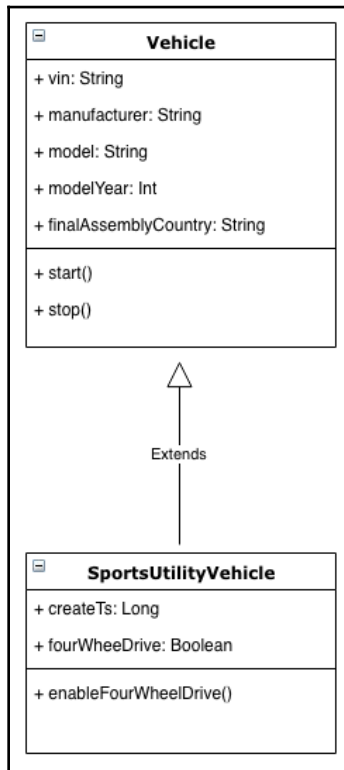 Vehicle
+ vin: String
+ manufacturer: String
+ model: String
+ modelYear: Int
+ finalAssemblyCountry: String
+ start()
+ stop()
Extends
SportsUtilityVehicle
+ createTs: Long
+ fourWheeDrive: Boolean
+ enableFourWheelDrive()